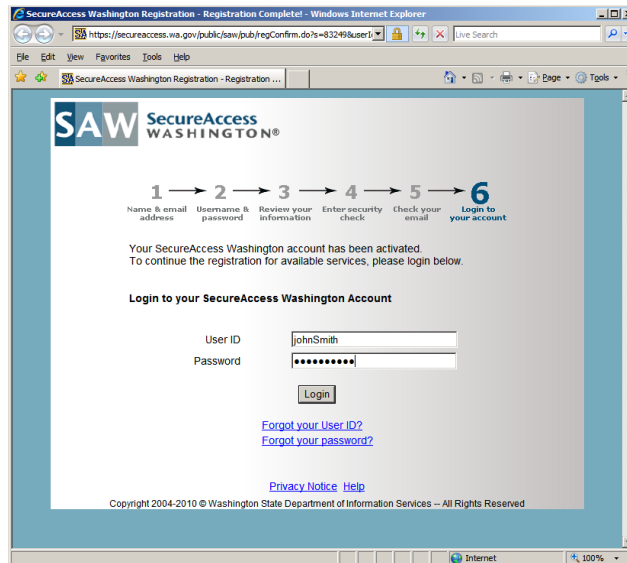 SecureAccess Washington Registration - Registration Complete! - Windows Internet Explorer
https://secureaccess.wa.gov/public/saw/pub/regConfirm.do?s=83249&userI
Live Search
File Edit View Favorites Tools Help
SecureAccess Washington Registration - Registration ...
Page Tools
SAW SecureAccess
WASHINGTON®
1 2 3 4 5 6
Name & email address
Username & password
Review your information
Enter security check
Check your email
Login to your account
Your SecureAccess Washington account has been activated.
To continue the registration for available services, please login below.
Login to your SecureAccess Washington Account
User ID johnSmith
Password ●●●●●●●●●●
Login
Forgot your User ID?
Forgot your password?
Privacy Notice Help
Copyright 2004-2010 © Washington State Department of Information Services -- All Rights Reserved
Internet 100%